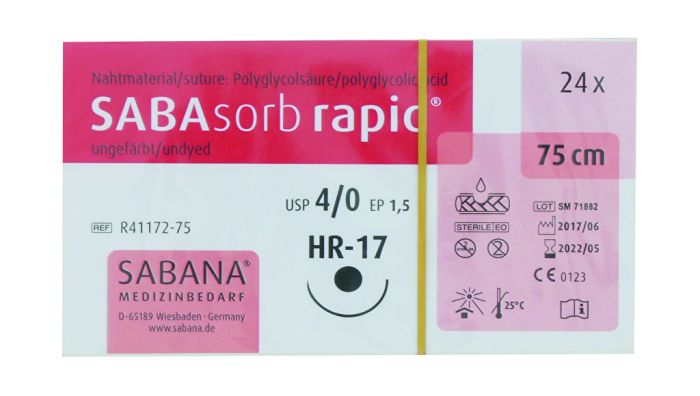 Nahtmaterial/suture: Polyglycolsäure/polyglycolic acid
SABAsorb rapid®
ungefärbt/undyed
24 x
75 cm
USP 4/0 EP 1,5
REF R41172-75
HR-17
SABANA®
MEDIZINBEDARF
D-65189 Wiesbaden · Germany
www.sabana.de
LOT SM 71882
STERILE EO
2017/06
2022/05
CE 0123
25°C